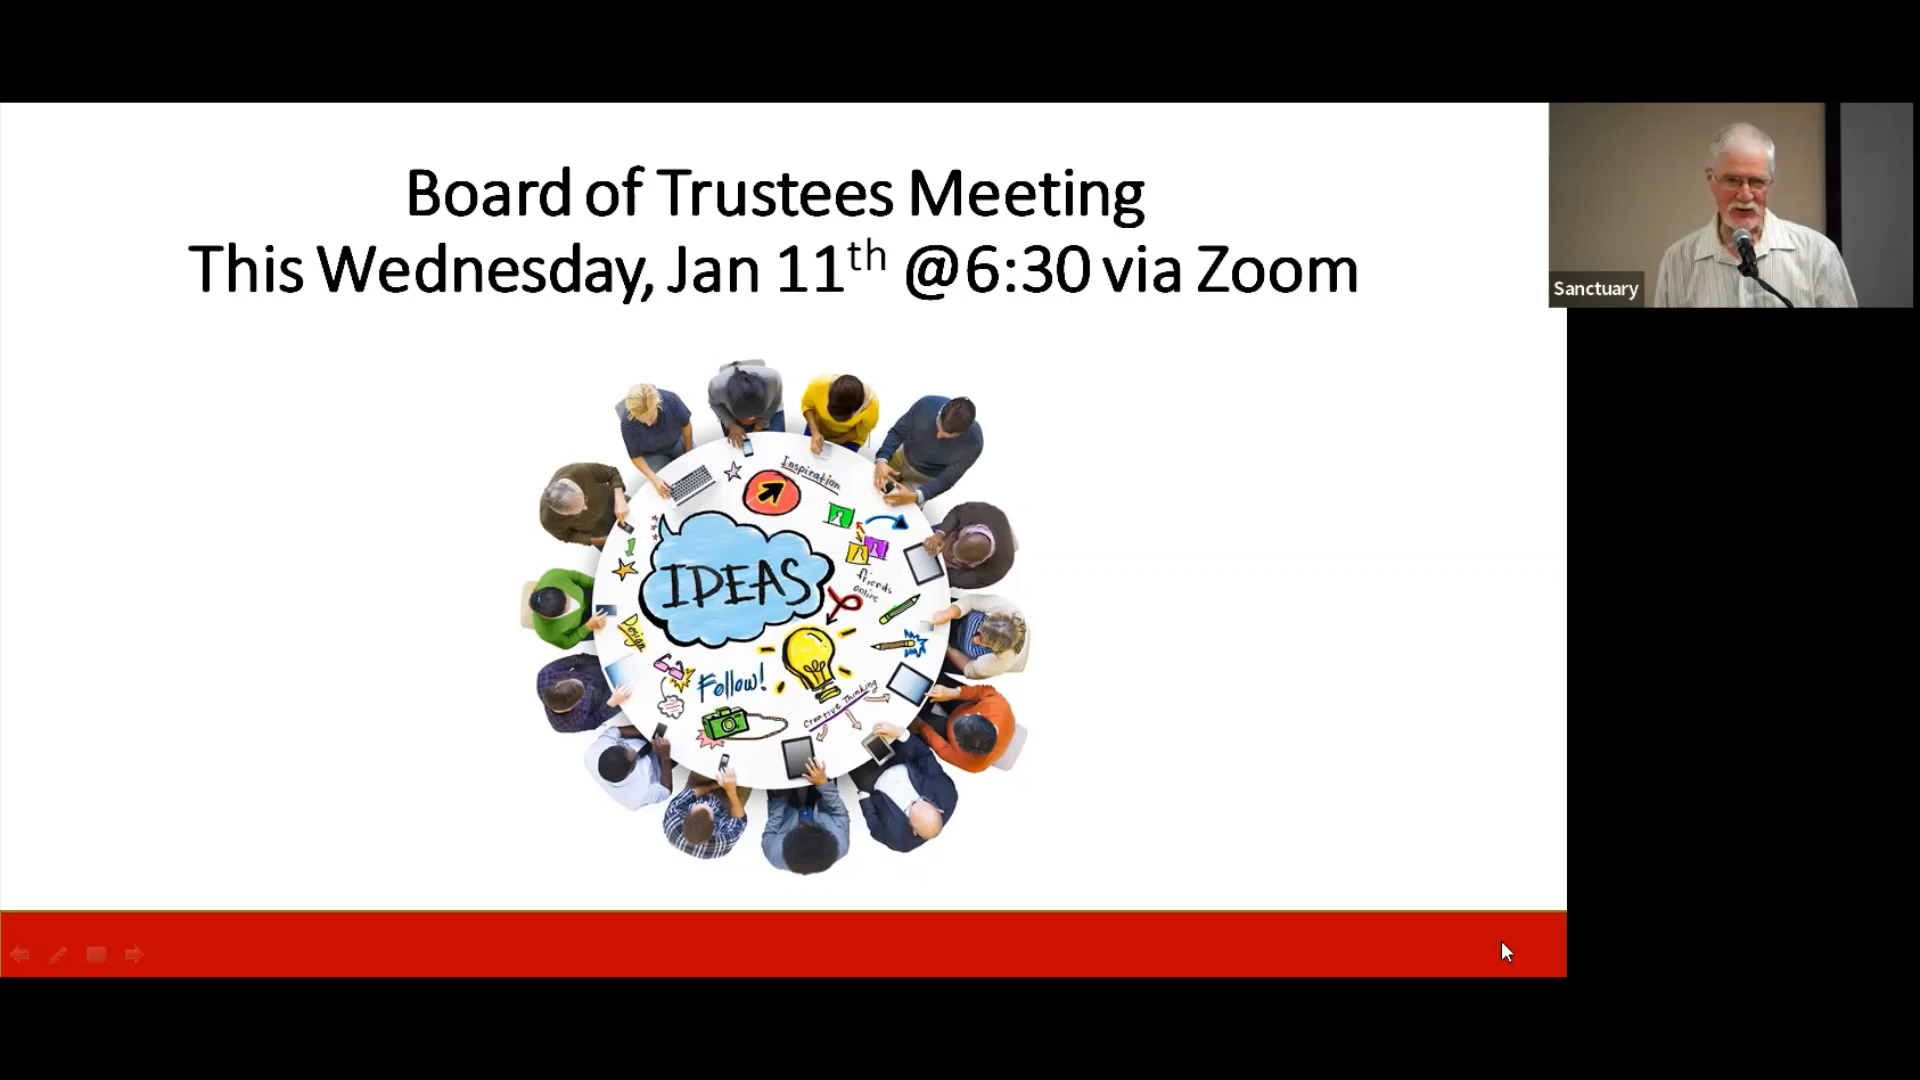 Board of Trustees Meeting
This Wednesday, Jan 11th @6:30 via Zoom
Sanctuary
Inspiration
IDEAS
friends
online
Design
Follow!
Creative Thinking